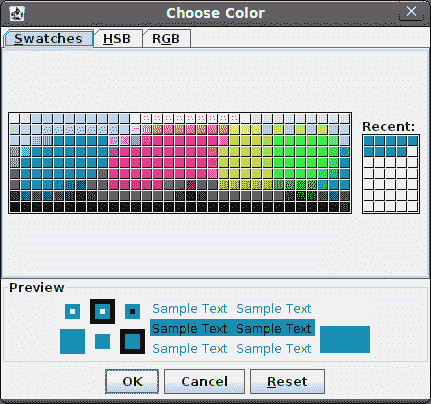 Choose Color
Swatches HSB RGB
Recent:
Preview
Sample Text Sample Text
Sample Text Sample Text
Sample Text Sample Text
OK Cancel Reset